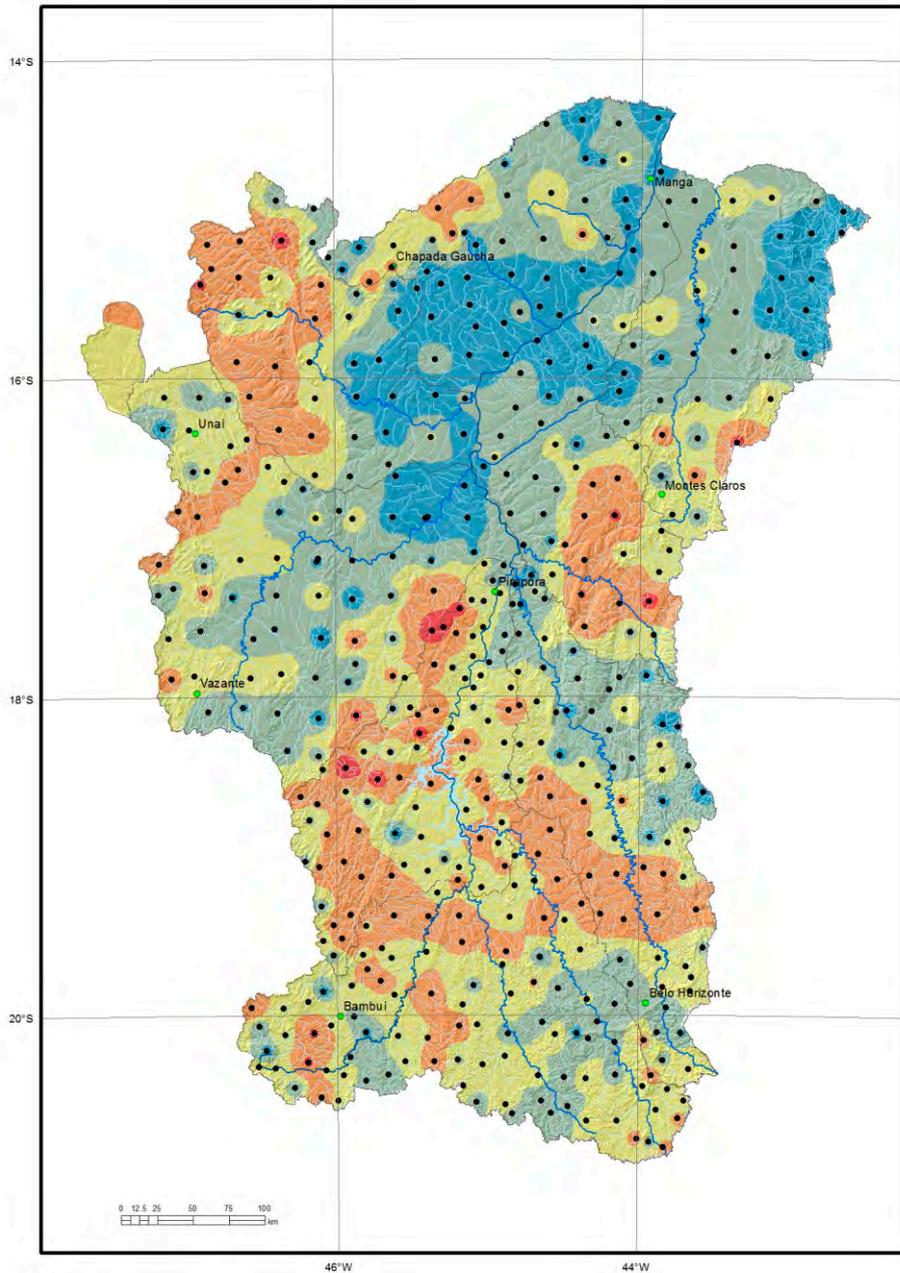 14°S
Manga
Chapada Gaucha
16°S
Unaí
Montes Claros
Pirapora
Vazante
18°S
Belo Horizonte
Bambuí
20°S
0 12.5 25 50 75 100
km
46°W 44°W